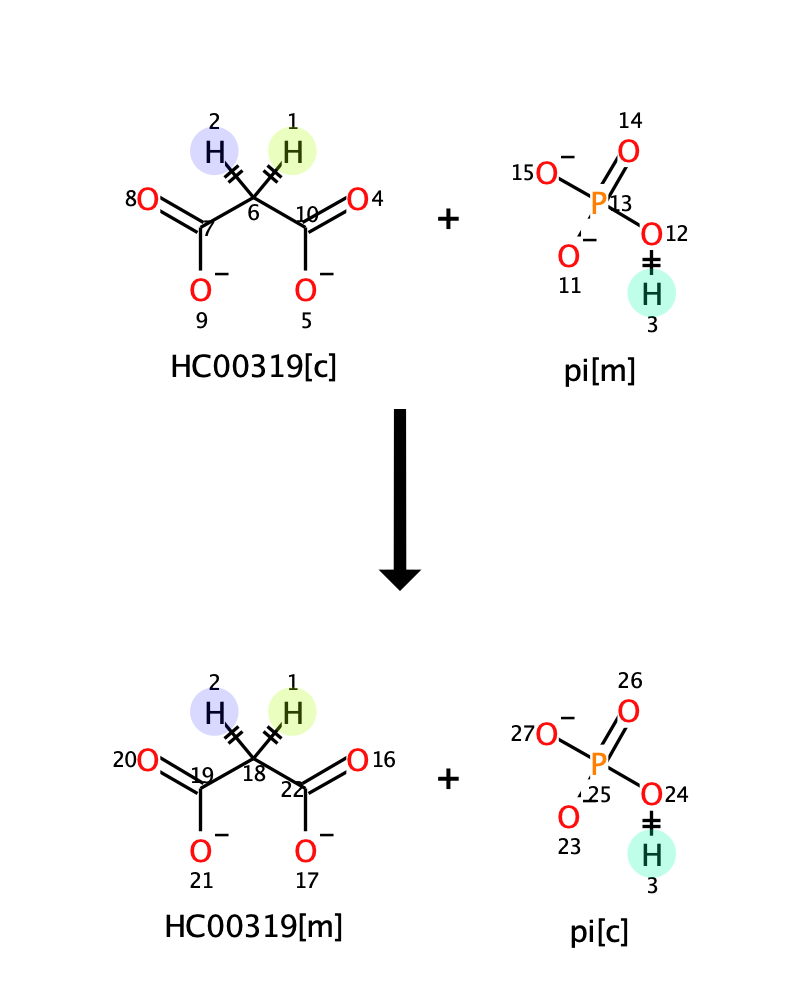 2 1 14
H H O
15 O − O 8 O 4 10 P 13
7 6 + O 12
O − O − O − H
9 5 11 3
HC00319[c] pi[m]
2 1 26
H H O
20 O 19 18 22 O 16 27 O − P 25
+ O 24
O − O − O − H
21 17 23 3
HC00319[m] pi[c]